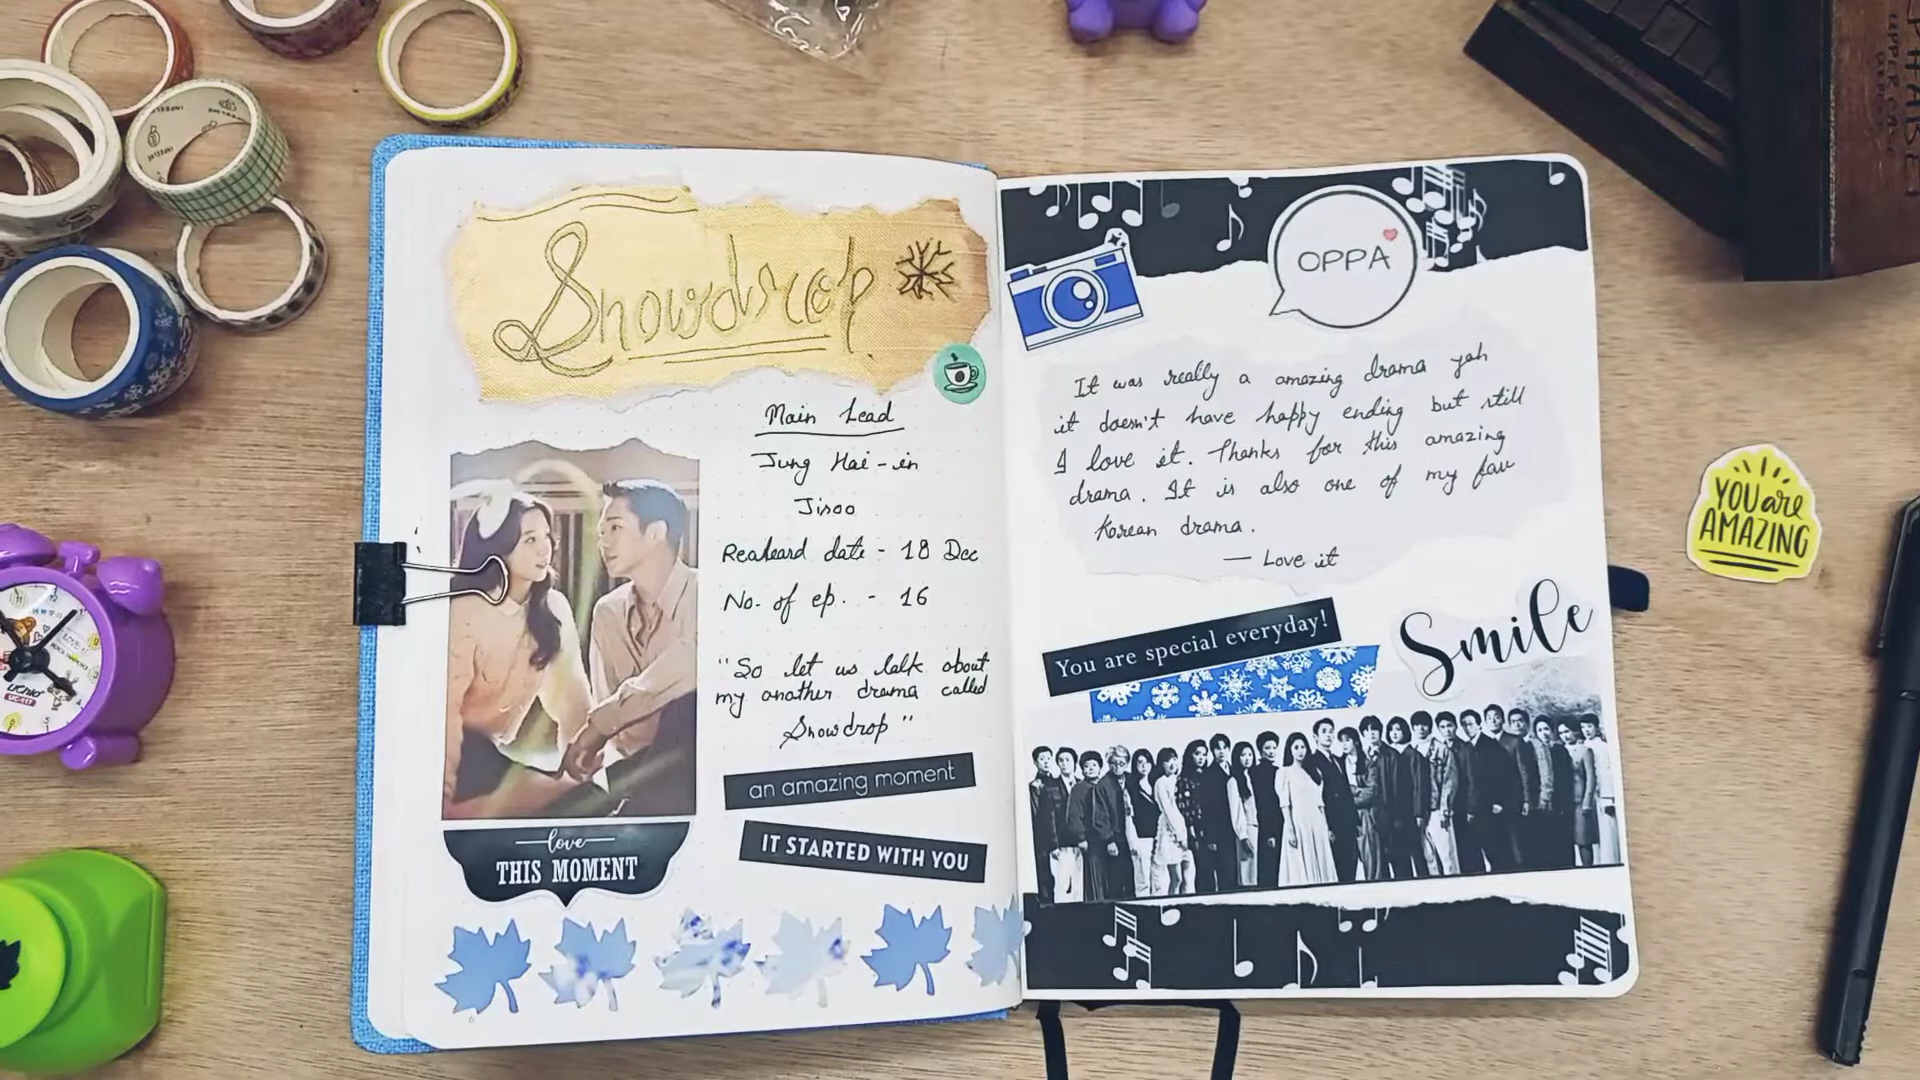 Snowdrop
Main Lead
Jung Hai-in
Jisoo
Realeard date - 18 Dec
No. of ep. - 16
"So let us talk about
my another drama called
Snowdrop"
an amazing moment
IT STARTED WITH YOU
love
THIS MOMENT
OPPA
It was really a amazing drama yah
it doesn't have happy ending but still
I love it. Thanks for this amazing
drama. It is also one of my fav
Korean drama.
— Love it
You are special everyday!
Smile
YOU are
AMAZING